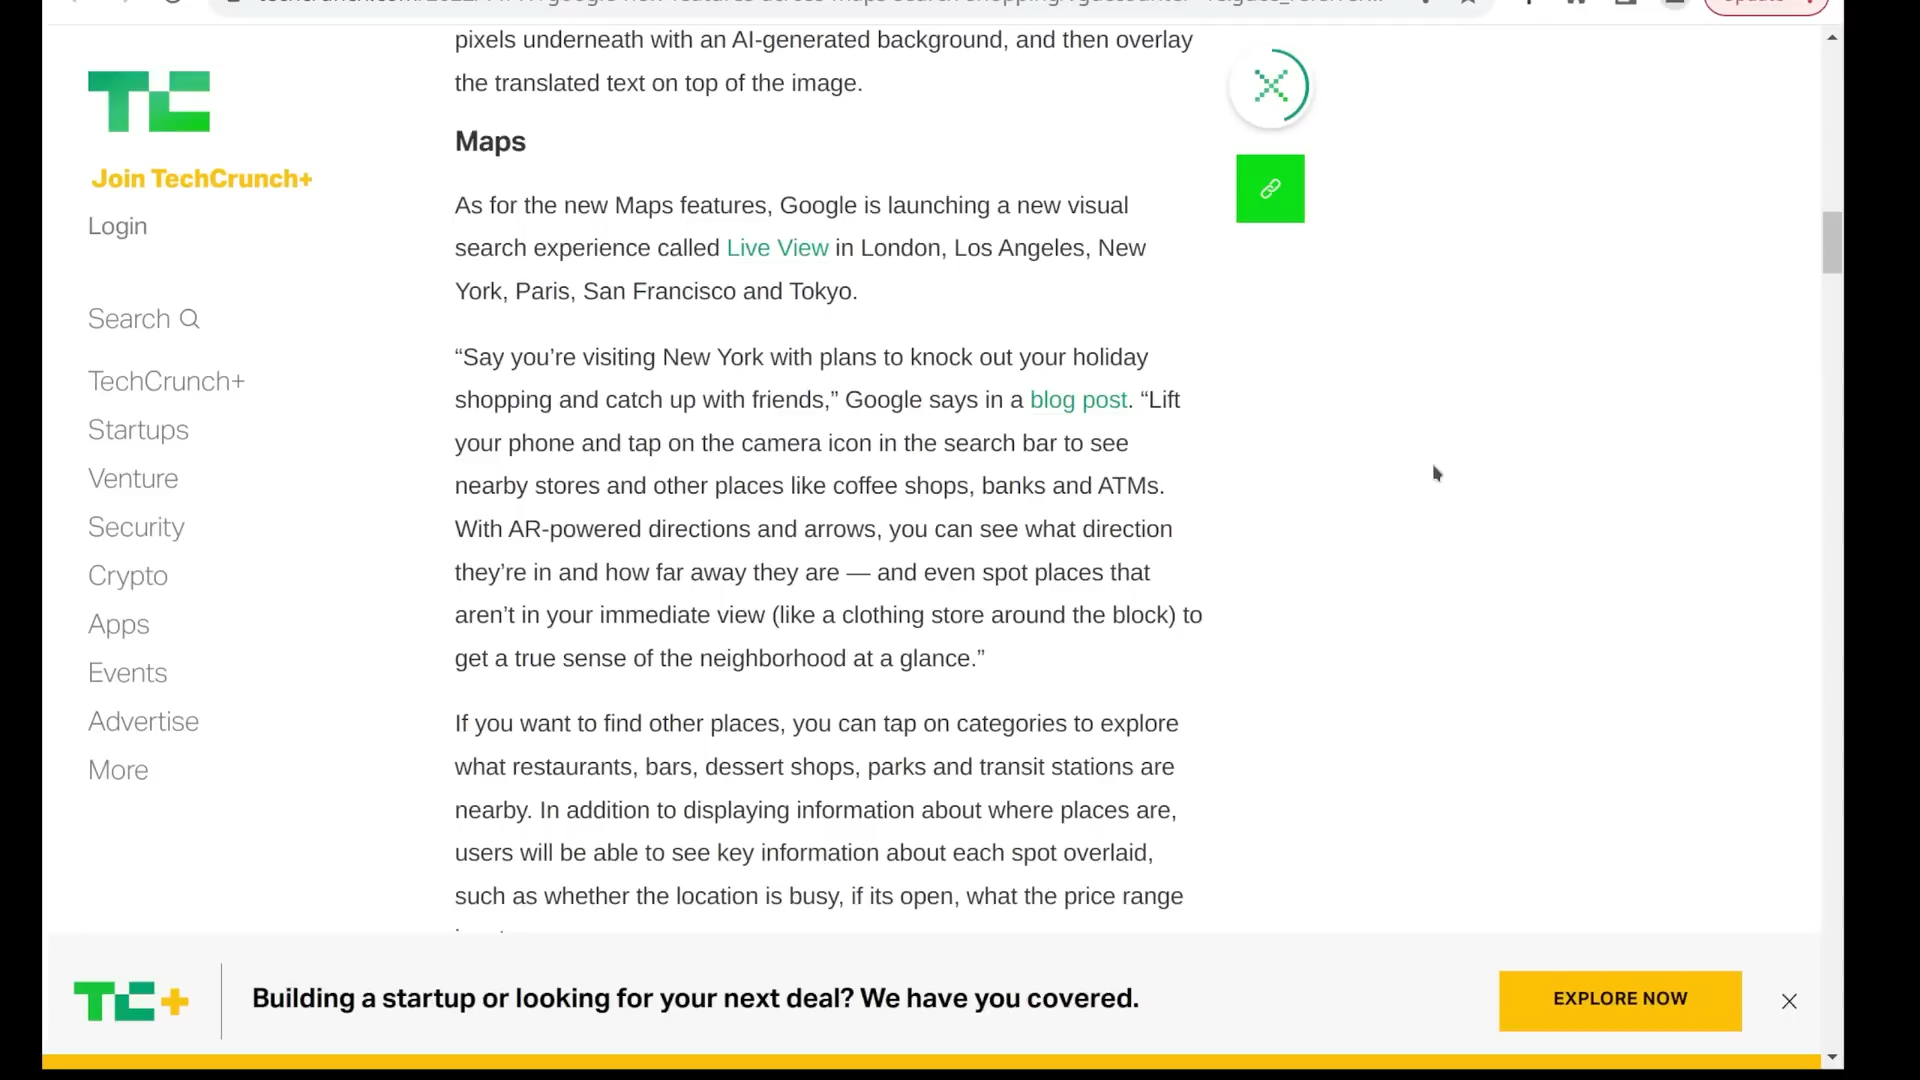 pixels underneath with an AI-generated background, and then overlay
the translated text on top of the image.
Join TechCrunch+
Login
Search
TechCrunch+
Startups
Venture
Security
Crypto
Apps
Events
Advertise
More
Maps
As for the new Maps features, Google is launching a new visual
search experience called Live View in London, Los Angeles, New
York, Paris, San Francisco and Tokyo.
“Say you’re visiting New York with plans to knock out your holiday
shopping and catch up with friends,” Google says in a blog post. “Lift
your phone and tap on the camera icon in the search bar to see
nearby stores and other places like coffee shops, banks and ATMs.
With AR-powered directions and arrows, you can see what direction
they’re in and how far away they are — and even spot places that
aren’t in your immediate view (like a clothing store around the block) to
get a true sense of the neighborhood at a glance.”
If you want to find other places, you can tap on categories to explore
what restaurants, bars, dessert shops, parks and transit stations are
nearby. In addition to displaying information about where places are,
users will be able to see key information about each spot overlaid,
such as whether the location is busy, if its open, what the price range
TC+
Building a startup or looking for your next deal? We have you covered.
EXPLORE NOW